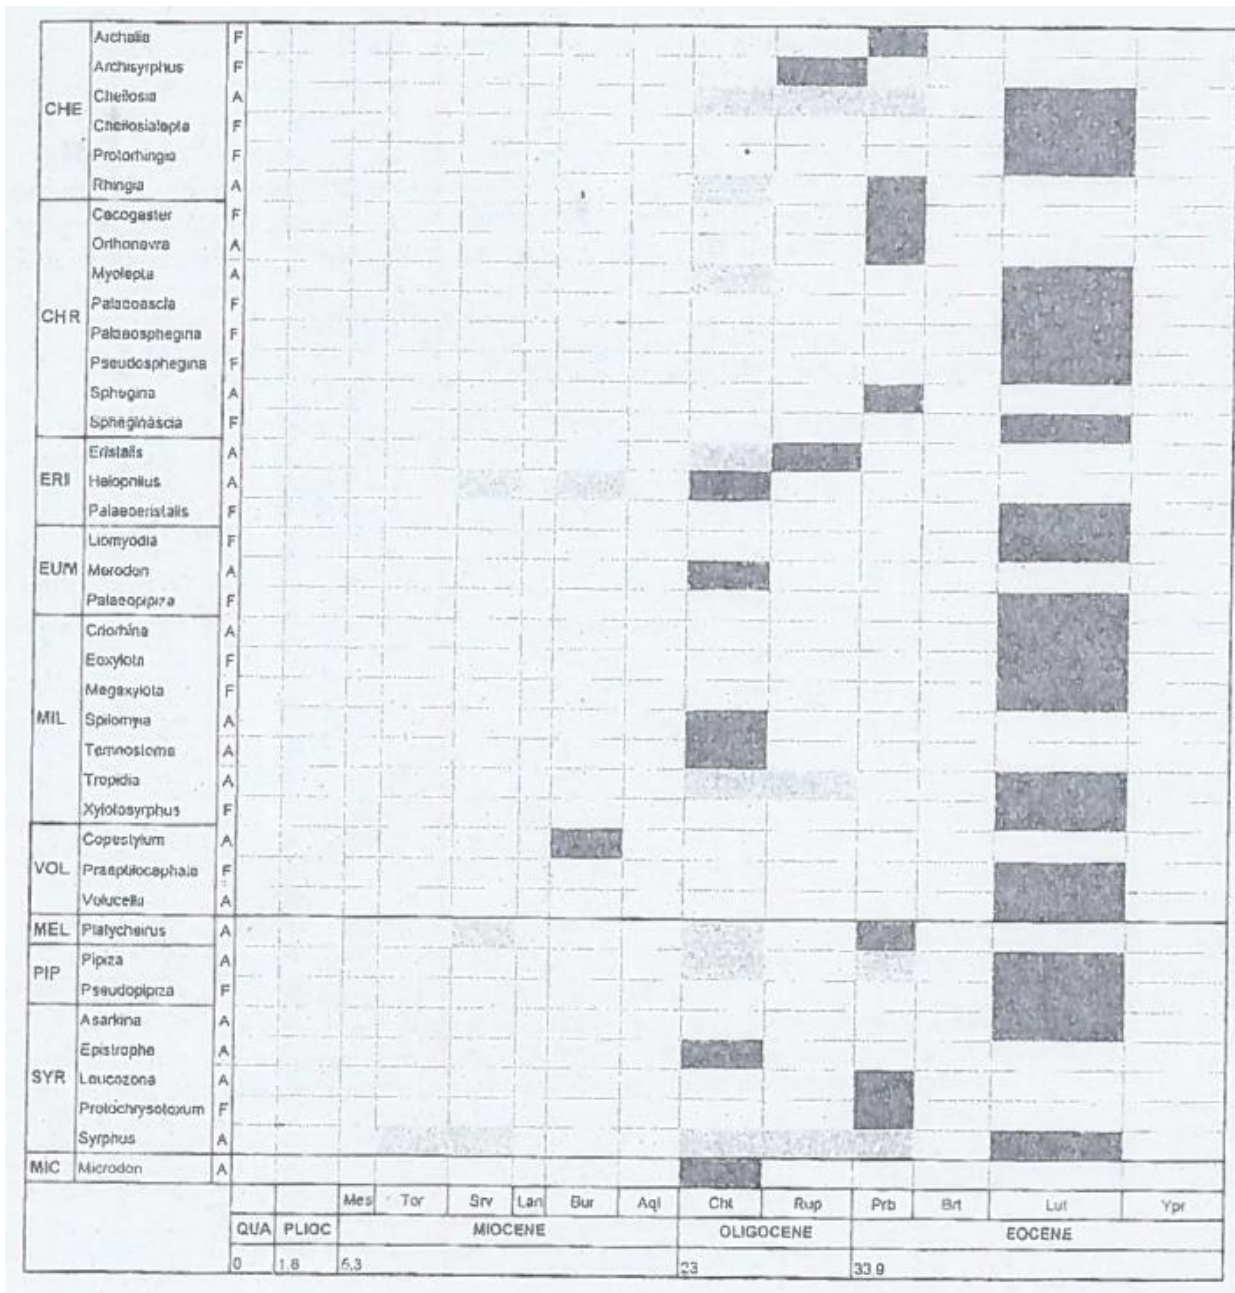 Archalia F
Archisyrphus F
CHE Cheilosia A
Cheilosialepta F
Protorhingia F
Rhingia A
Cacogaster F
Orthonevra A
Myolepta A
Palaeoascia F
CHR Palaeosphegina F
Pseudosphegina F
Sphegina A
Spheginascia F
Eristalis A
ERI Helophilus A
Palaeoeristalis F
Liomyodia F
EUM Merodon A
Palaeopipiza F
Criorhina A
Eoxylota F
Megaxylota F
MIL Spilomyia A
Temnostoma A
Tropidia A
Xylotosyrphus F
Copestylum A
VOL Praeptilocephala F
Volucella A
MEL Platycheirus A
PIP Pipiza A
Pseudopipiza F
Asarkina A
Epistrophe A
SYR Leucozona A
Protochrysotoxum F
Syrphus A
MIC Microdon A
Mes Tor Srv Lan Bur Aql Cht Rup Prb Brt Lut Ypr
QUA PLIOC MIOCENE OLIGOCENE EOCENE
0 1.8 5,3 23 33.9